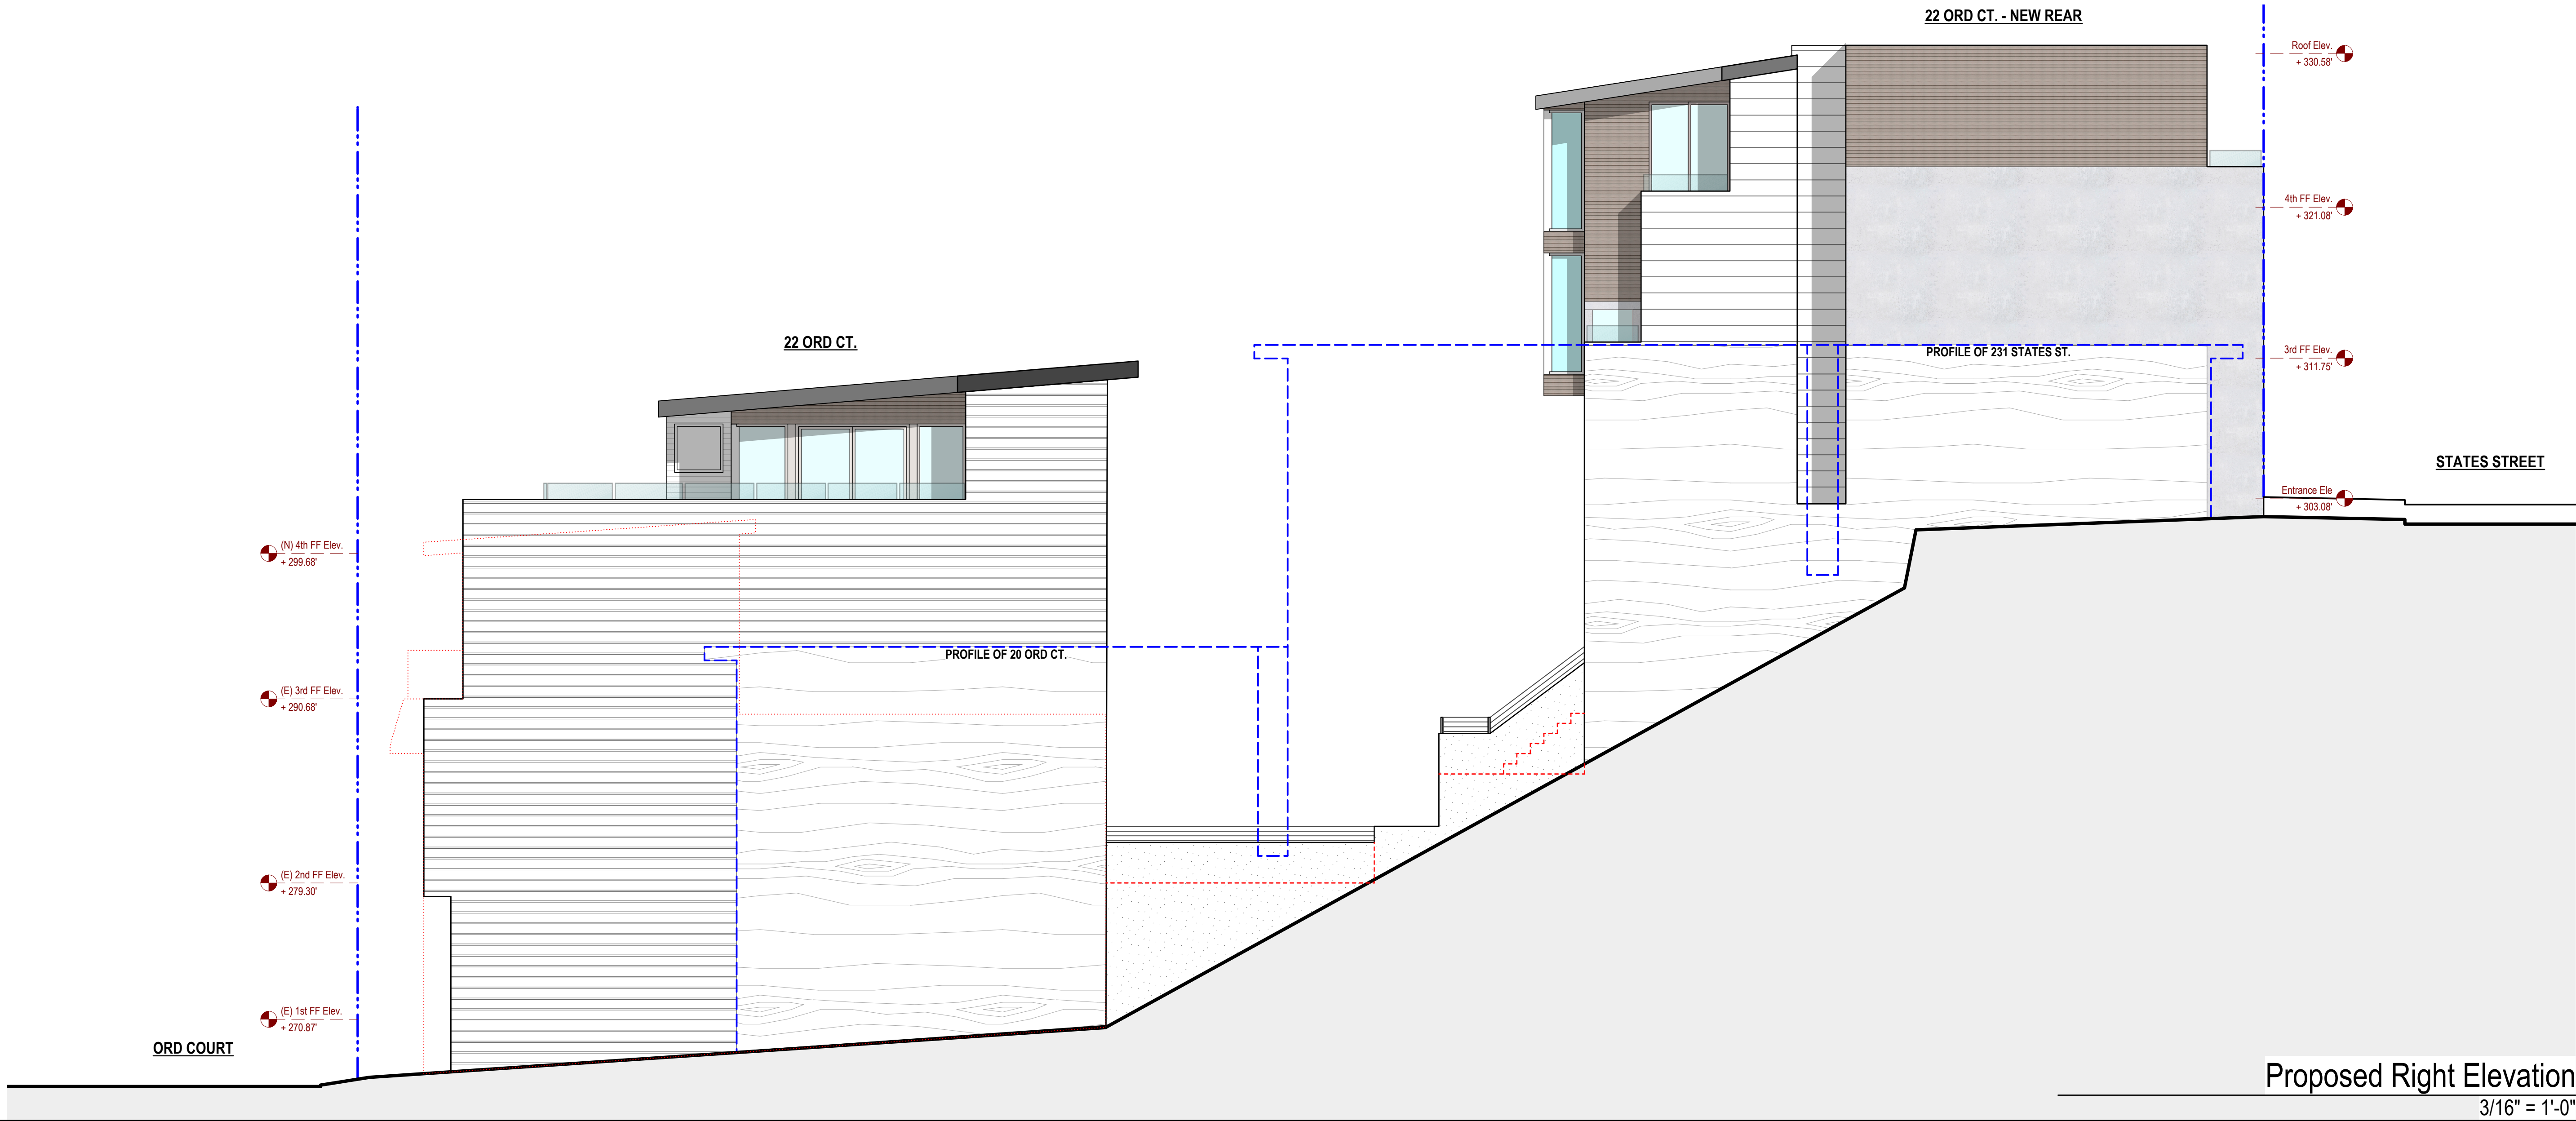 22 ORD CT. - NEW REAR
Roof Elev.
+ 330.58'
4th FF Elev.
+ 321.08'
22 ORD CT.
PROFILE OF 231 STATES ST.
3rd FF Elev.
+ 311.75'
STATES STREET
Entrance Ele
+ 303.08'
(N) 4th FF Elev.
+ 299.68'
PROFILE OF 20 ORD CT.
(E) 3rd FF Elev.
+ 290.68'
(E) 2nd FF Elev.
+ 279.30'
(E) 1st FF Elev.
+ 270.87'
ORD COURT
Proposed Right Elevation
3/16" = 1'-0"